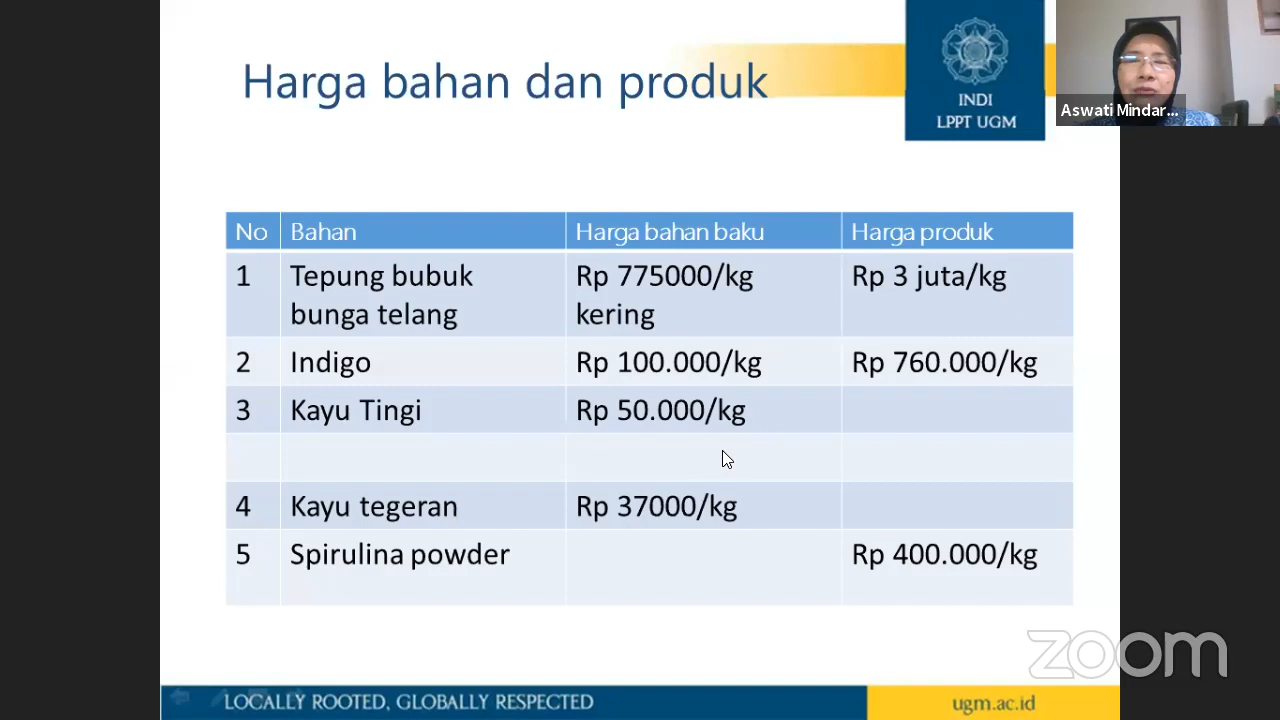 Harga bahan dan produk
INDI
LPPT UGM
Aswati Mindar...
No Bahan Harga bahan baku Harga produk
1 Tepung bubuk Rp 775000/kg Rp 3 juta/kg
bunga telang kering
2 Indigo Rp 100.000/kg Rp 760.000/kg
3 Kayu Tingi Rp 50.000/kg
4 Kayu tegeran Rp 37000/kg
5 Spirulina powder Rp 400.000/kg
zoom
LOCALLY ROOTED, GLOBALLY RESPECTED
ugm.ac.id